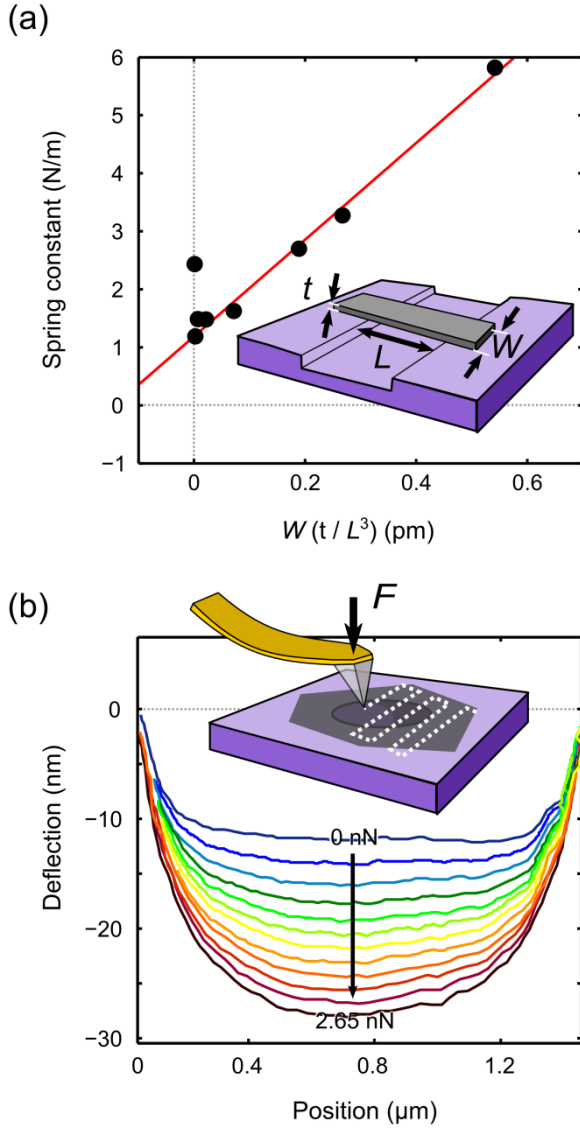 (a)
6
5
4
3
2
1
0
−1
Spring constant (N/m)
t
L
W
0
0.2
0.4
0.6
W (t / L³) (pm)
(b)
F
0
−10
−20
−30
Deflection (nm)
0 nN
2.65 nN
0
0.4
0.8
1.2
Position (μm)